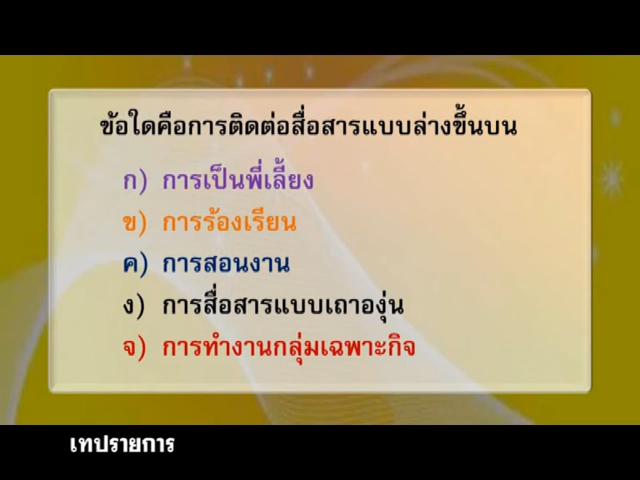 ข้อใดคือการติดต่อสื่อสารแบบล่างขึ้นบน
ก) การเป็นพี่เลี้ยง
ข) การร้องเรียน
ค) การสอนงาน
ง) การสื่อสารแบบเถาองุ่น
จ) การทำงานกลุ่มเฉพาะกิจ
เทปรายการ